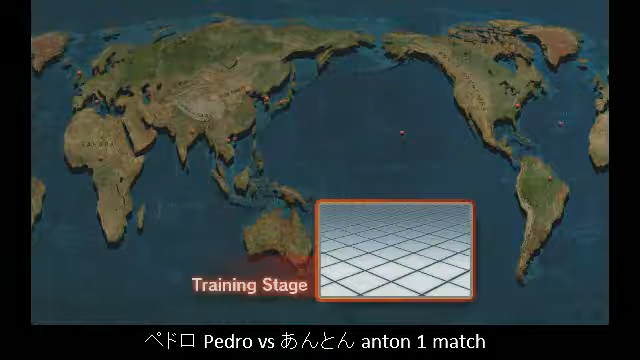 Training Stage
ペドロ Pedro vs あんとん anton 1 match